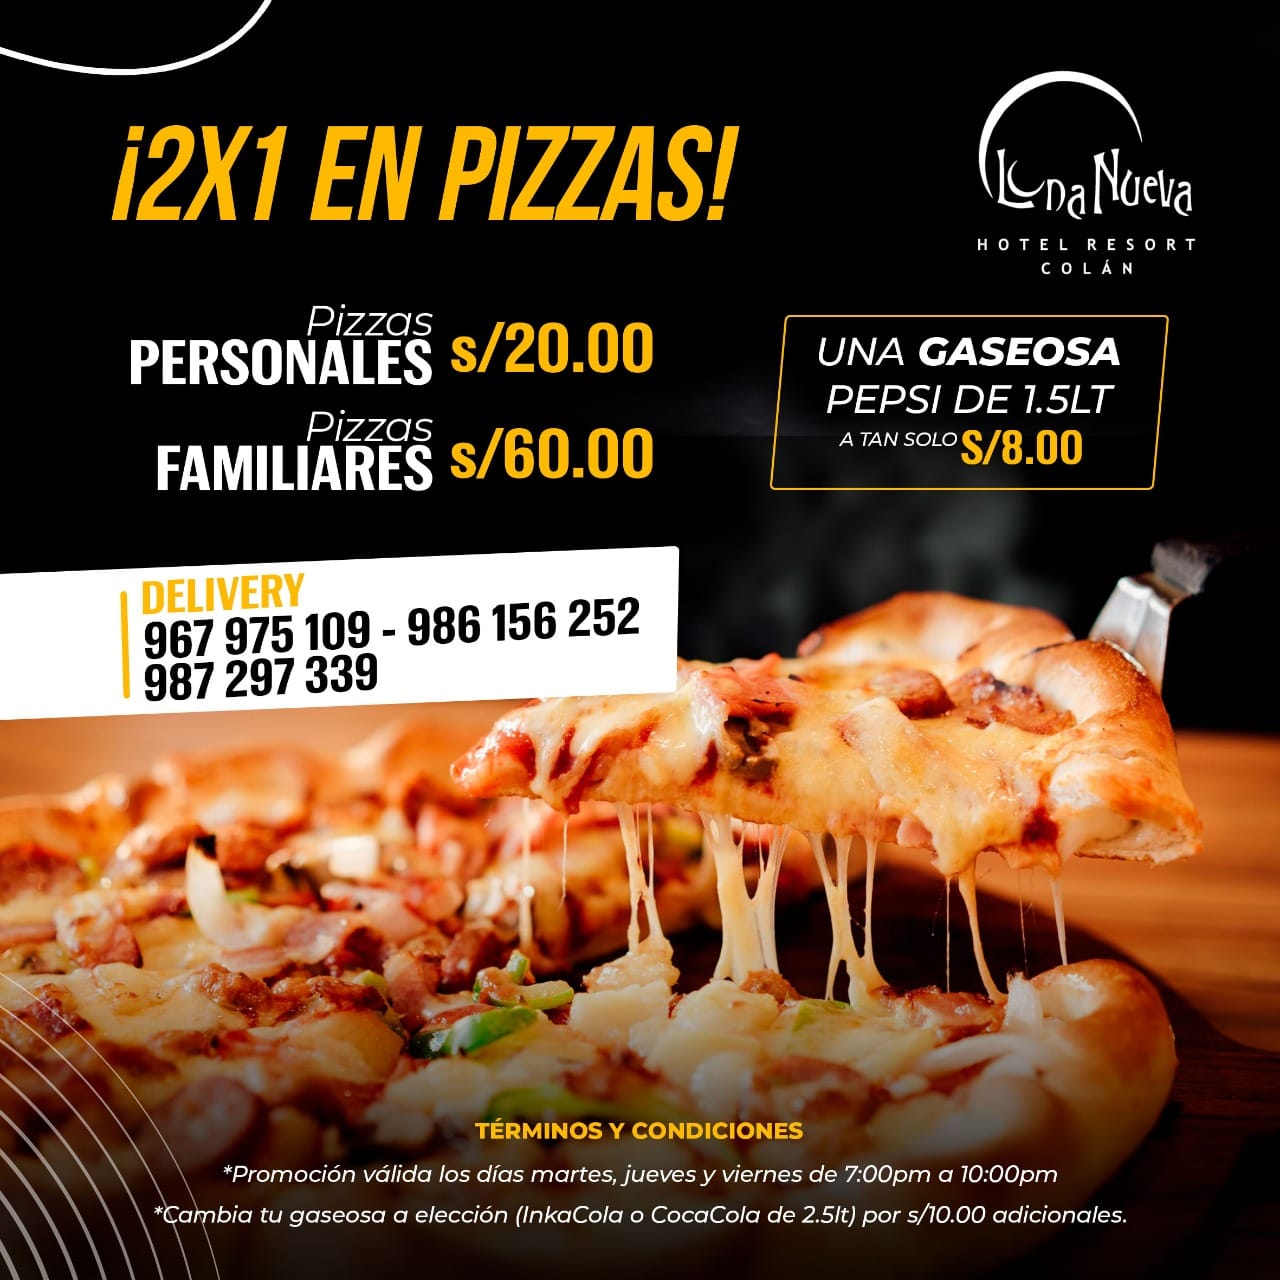 ¡2X1 EN PIZZAS!
Luna Nueva
HOTEL RESORT
COLÁN
Pizzas
PERSONALES s/20.00
Pizzas
FAMILIARES s/60.00
UNA GASEOSA
PEPSI DE 1.5LT
A TAN SOLO S/8.00
DELIVERY
967 975 109 - 986 156 252
987 297 339
TÉRMINOS Y CONDICIONES
*Promoción válida los días martes, jueves y viernes de 7:00pm a 10:00pm
*Cambia tu gaseosa a elección (InkaCola o CocaCola de 2.5lt) por s/10.00 adicionales.